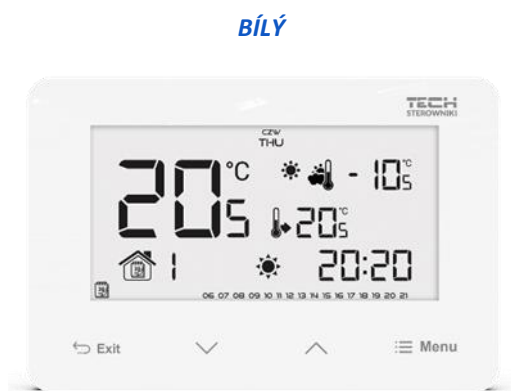 BÍLÝ
TECH
STEROWNIKI
CZW
THU
20 5 °C
- 10 5 °C
20 5 °C
1
20:20
06 07 08 09 10 11 12 13 14 15 16 17 18 19 20 21
Exit
Menu